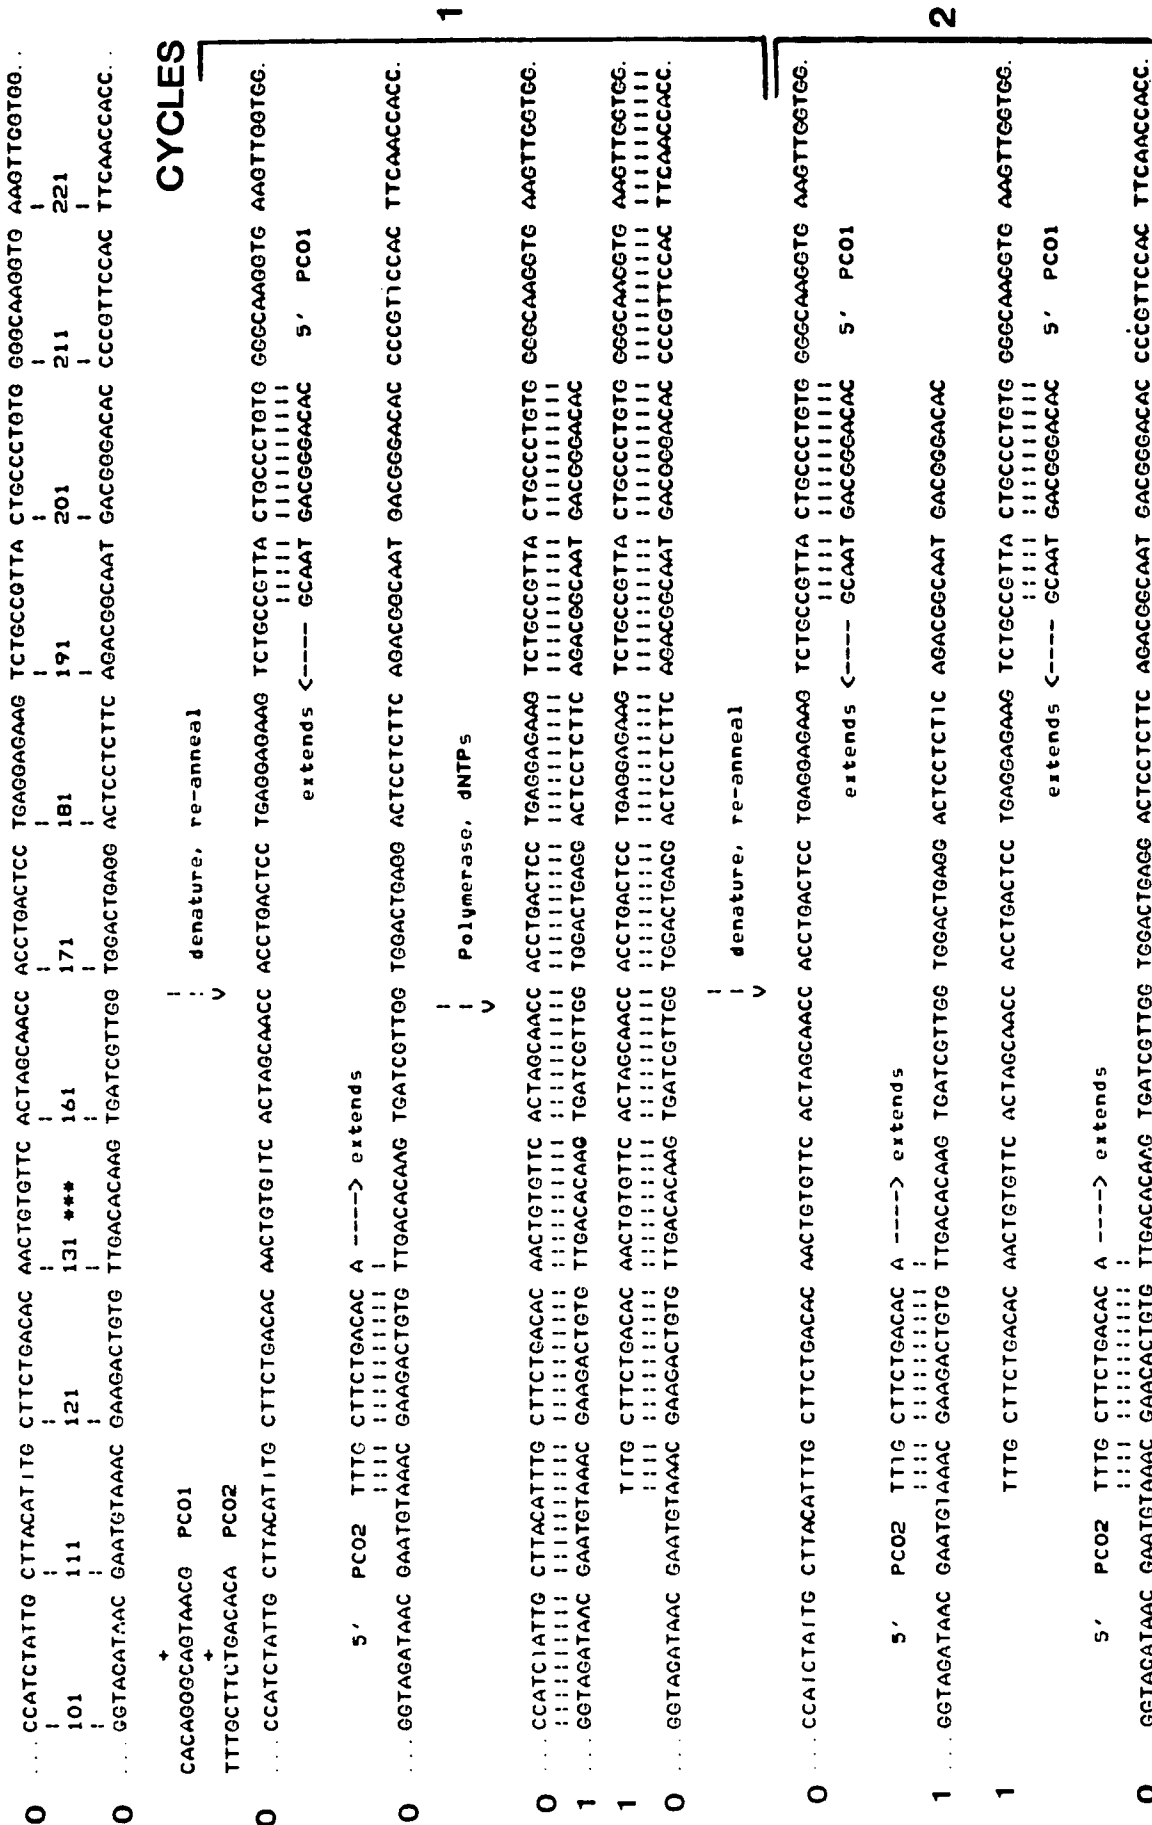 0 ...CCATCTATTG CTTACATTTG CTTCTGACAC AACTGTGTTC ACTAGCAACC ACCTGACTCC TGAGGAGAAG TCTGCCGTTA CTGCCCTGTG GGGCAAGGTG AAGTTGGTGG..
101 111 121 131 *** 161 171 181 191 201 211 221
0 ...GGTACATAAC GAATGTAAAC GAAGACTGTG TTGACACAAG TGATCGTTGG TGGACTGAGG ACTCCTCTTC AGACGGCAAT GACGGGACAC CCCGTTCCAC TTCAACCACC..
CYCLES
+
CACAGGGCAGTAACG PCO1
+
TTTGCTTCTGACACA PCO2
denature, re-anneal
0 ...CCATCTATTG CTTACATTTG CTTCTGACAC AACTGTGTTC ACTAGCAACC ACCTGACTCC TGAGGAGAAG TCTGCCGTTA CTGCCCTGTG GGGCAAGGTG AAGTTGGTGG..
extends <---- GCAAT GACGGGACAC 5' PCO1
5' PCO2 TTTG CTTCTGACAC A ----> extends
0 ...GGTAGATAAC GAATGTAAAC GAAGACTGTG TTGACACAAG TGATCGTTGG TGGACTGAGG ACTCCTCTTC AGACGGCAAT GACGGGACAC CCCGTTCCAC TTCAACCACC..
1
Polymerase, dNTPs
0 ...CCATCTATTG CTTACATTTG CTTCTGACAC AACTGTGTTC ACTAGCAACC ACCTGACTCC TGAGGAGAAG TCTGCCGTTA CTGCCCTGTG GGGCAAGGTG AAGTTGGTGG.
1 ...GGTAGATAAC GAATGTAAAC GAAGACTGTG TTGACACAAG TGATCGTTGG TGGACTGAGG ACTCCTCTTC AGACGGCAAT GACGGGACAC
1 TTTG CTTCTGACAC AACTGTGTTC ACTAGCAACC ACCTGACTCC TGAGGAGAAG TCTGCCGTTA CTGCCCTGTG GGGCAACGTG AAGTTGGTGG.
0 ...GGTACATAAC GAATGTAAAC GAAGACTGTG TTGACACAAG TGATCGTTGG TGGACTGACG ACTCCTCTTC AGACGGCAAT GACGGGACAC CCCGTTCCAC TTCAACCACC.
denature, re-anneal
0 ...CCATCTATTG CTTACATTTG CTTCTGACAC AACTGTGTTC ACTAGCAACC ACCTGACTCC TGAGGAGAAG TCTGCCGTTA CTGCCCTGTG GGGCAAGGTG AAGTTGGTGG.
extends <---- GCAAT GACGGGACAC 5' PCO1
5' PCO2 TTTG CTTCTGACAC A ----> extends
1 ...GGTAGATAAC GAATGTAAAC GAAGACTGTG TTGACACAAG TGATCGTTGG TGGACTGAGG ACTCCTCTTC AGACGGCAAT GACGGGACAC
2
1 TTTG CTTCTGACAC AACTGTGTTC ACTAGCAACC ACCTGACTCC TGAGGAGAAG TCTGCCGTTA CTGCCCTGTG GGGCAAGGTG AAGTTGGTGG.
extends <---- GCAAT GACGGGACAC 5' PCO1
5' PCO2 TTTG CTTCTGACAC A ----> extends
0 GGTACATAAC GAATGTAAAC GAACACTGTG TTGACACAAG TGATCGTTGG TGGACTGAGG ACTCCTCTTC AGACGGCAAT GACGGGACAC CCCGTTCCAC TTCAACCACC.